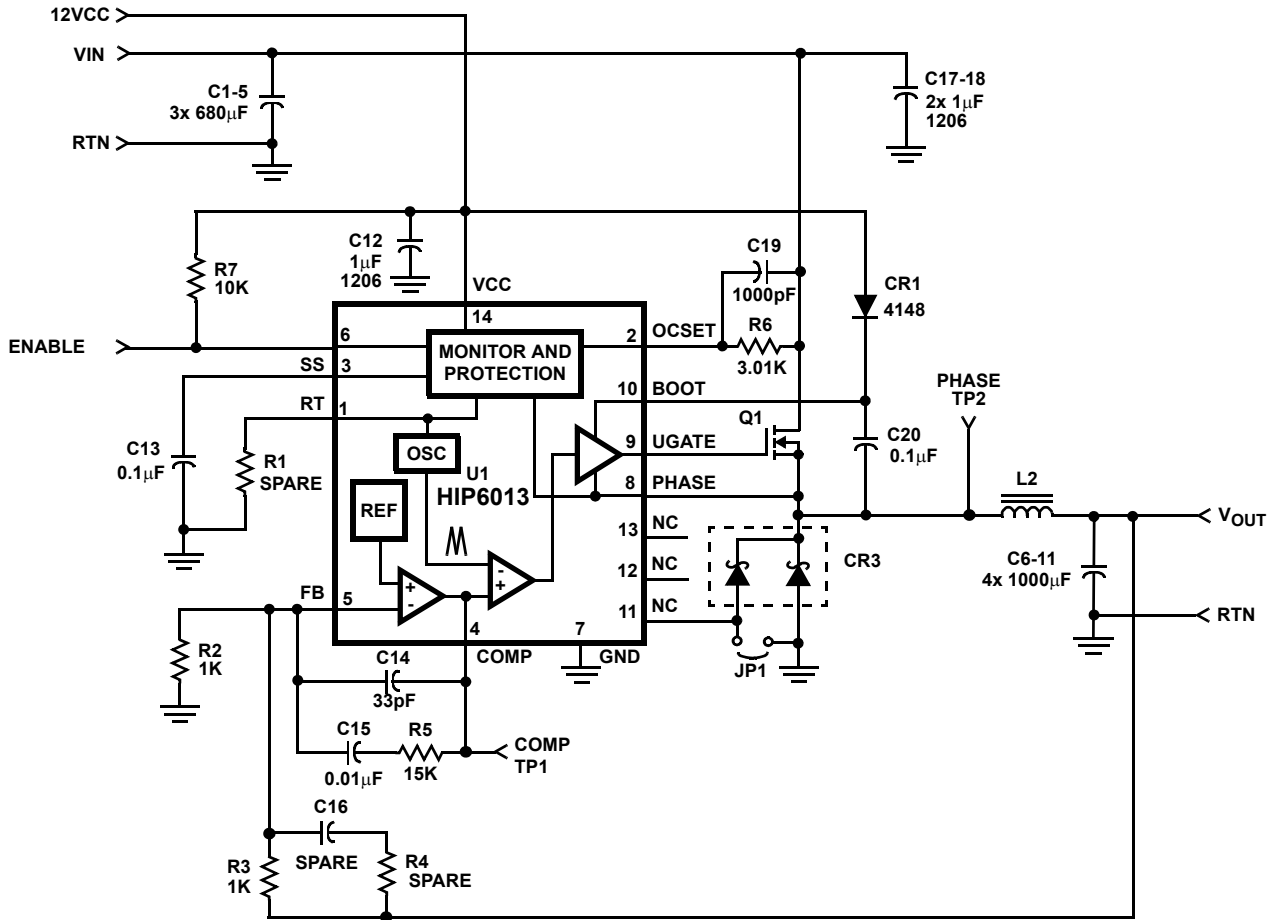 12VCC
VIN
C1-5
3x 680µF
RTN
C17-18
2x 1µF
1206
R7
10K
C12
1µF
1206
VCC
14
C19
1000pF
CR1
4148
ENABLE
6
MONITOR AND
PROTECTION
2
OCSET
R6
3.01K
SS
3
RT
1
10
BOOT
PHASE
TP2
Q1
C13
0.1µF
R1
SPARE
OSC
U1
HIP6013
REF
9
UGATE
C20
0.1µF
8
PHASE
L2
VOUT
13
NC
12
NC
11
NC
CR3
C6-11
4x 1000µF
RTN
+
-
-
+
FB
5
4
COMP
7
GND
JP1
R2
1K
C14
33pF
C15
0.01µF
R5
15K
COMP
TP1
C16
SPARE
R3
1K
R4
SPARE